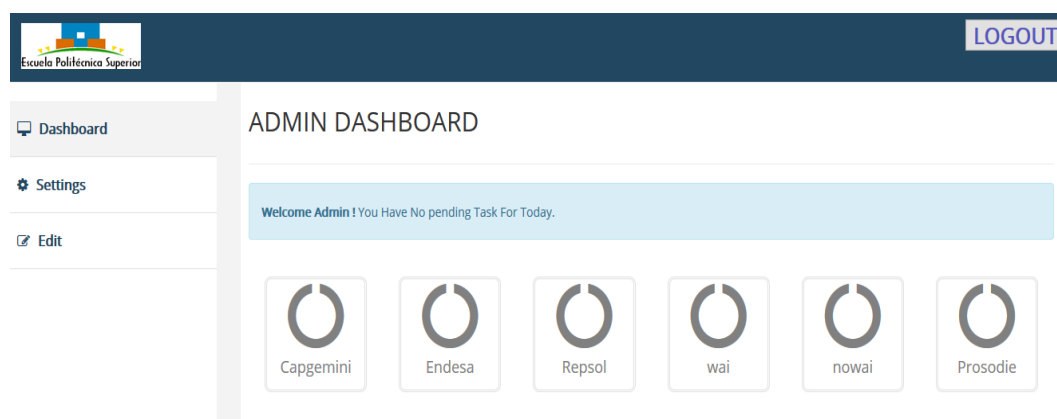 Escuela Politécnica Superior
LOGOUT
Dashboard
Settings
Edit
ADMIN DASHBOARD
Welcome Admin ! You Have No pending Task For Today.
Capgemini
Endesa
Repsol
wai
nowai
Prosodie